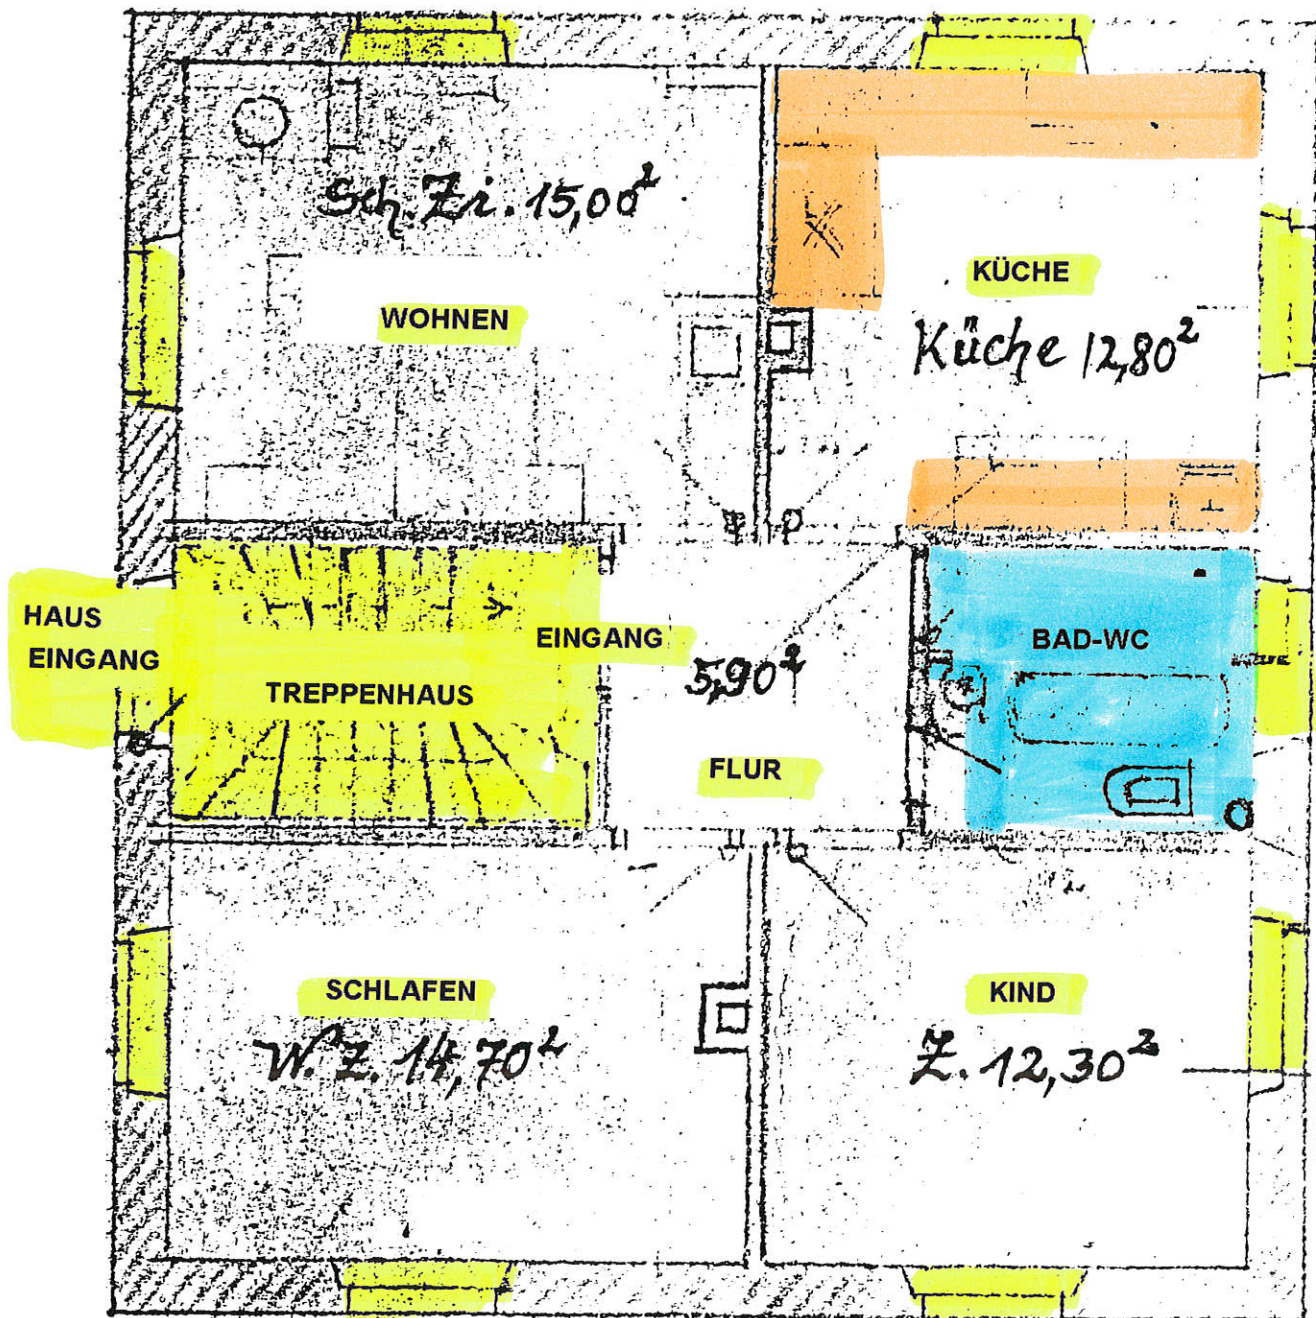 Sch. Zi. 15,00²
WOHNEN
KÜCHE
Küche 12,80²
HAUS
EINGANG
TREPPENHAUS
EINGANG
5,90²
FLUR
BAD-WC
SCHLAFEN
W. Z. 14,70²
KIND
Z. 12,30²